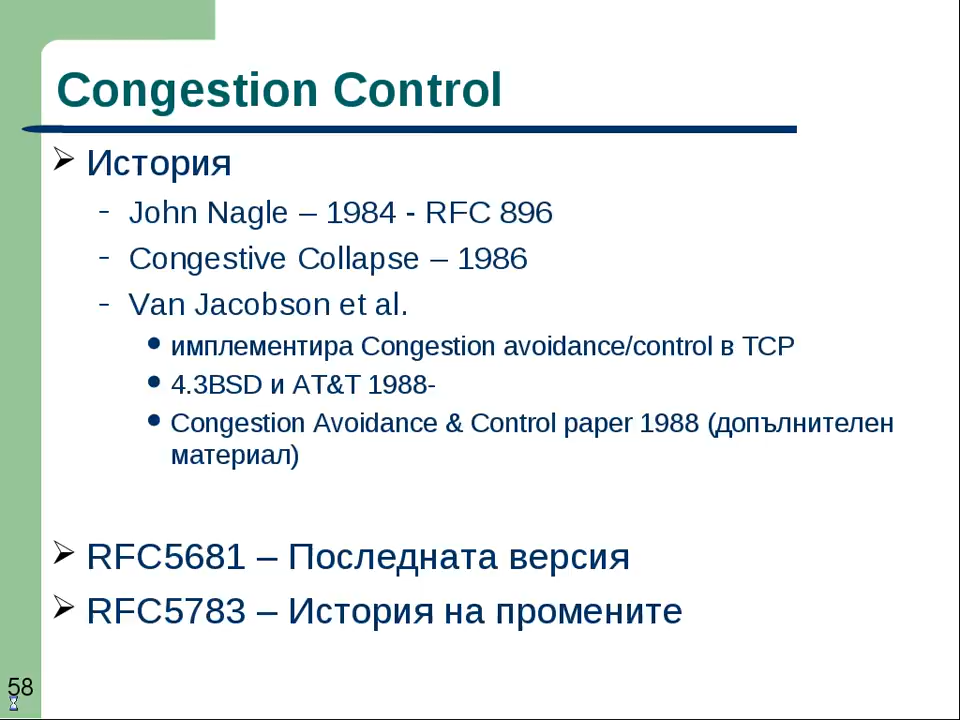 Congestion Control
История
John Nagle – 1984 - RFC 896
Congestive Collapse – 1986
Van Jacobson et al.
имплементира Congestion avoidance/control в TCP
4.3BSD и AT&T 1988-
Congestion Avoidance & Control paper 1988 (допълнителен
материал)
RFC5681 – Последната версия
RFC5783 – История на промените
58